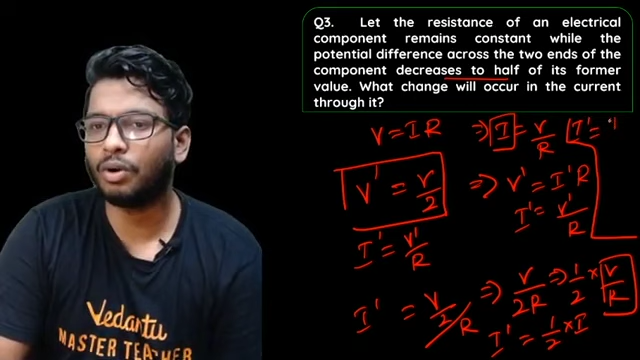 Q3. Let the resistance of an electrical
component remains constant while the
potential difference across the two ends of the
component decreases to half of its former
value. What change will occur in the current
through it?
V = IR ⇒ I = V/R I' =
V' = V/2 ⇒ V' = I'R
I' = V'/R
I' = V'/R
I' = V/2/R ⇒ V/2R ⇒ 1/2 × V/R
I' = 1/2 × I
Vedantu
MASTER TEACHER